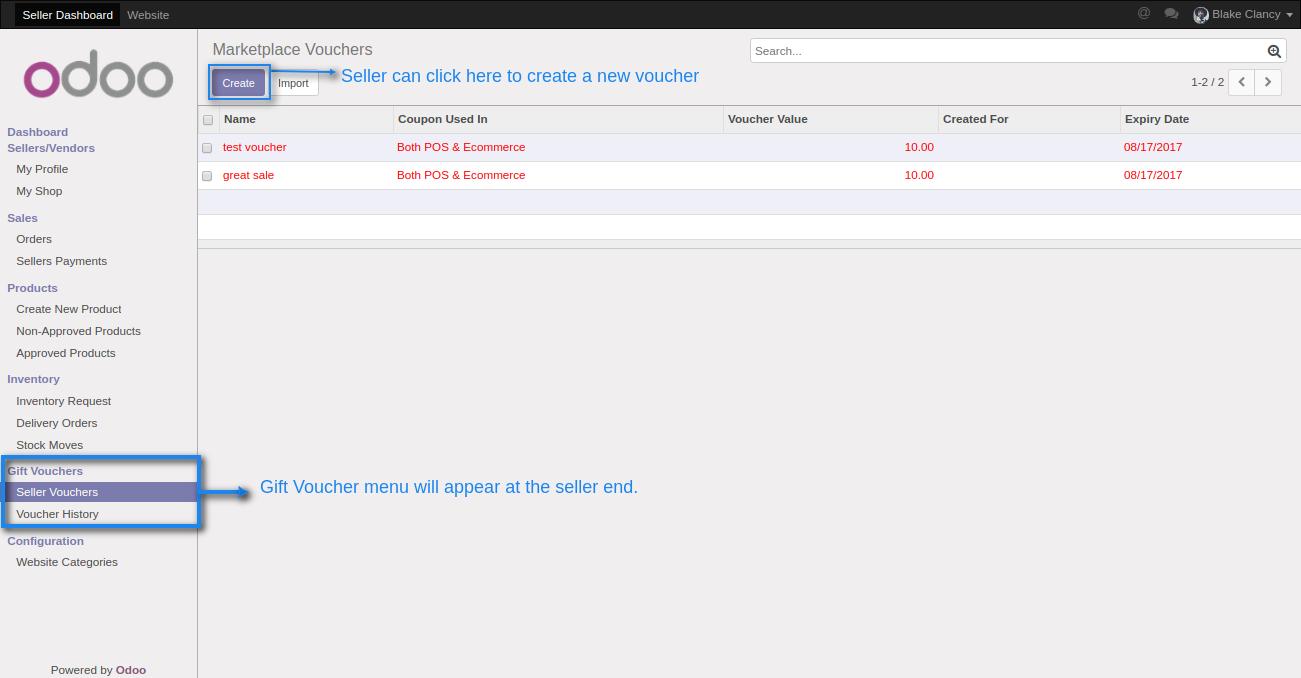 Seller Dashboard Website @ Blake Clancy
odoo
Dashboard
Sellers/Vendors
My Profile
My Shop
Sales
Orders
Sellers Payments
Products
Create New Product
Non-Approved Products
Approved Products
Inventory
Inventory Request
Delivery Orders
Stock Moves
Gift Vouchers
Seller Vouchers
Voucher History
Configuration
Website Categories
Powered by Odoo
Marketplace Vouchers
Search...
Create Import
Seller can click here to create a new voucher
1-2 / 2
Name Coupon Used In Voucher Value Created For Expiry Date
test voucher Both POS & Ecommerce 10.00 08/17/2017
great sale Both POS & Ecommerce 10.00 08/17/2017
Gift Voucher menu will appear at the seller end.